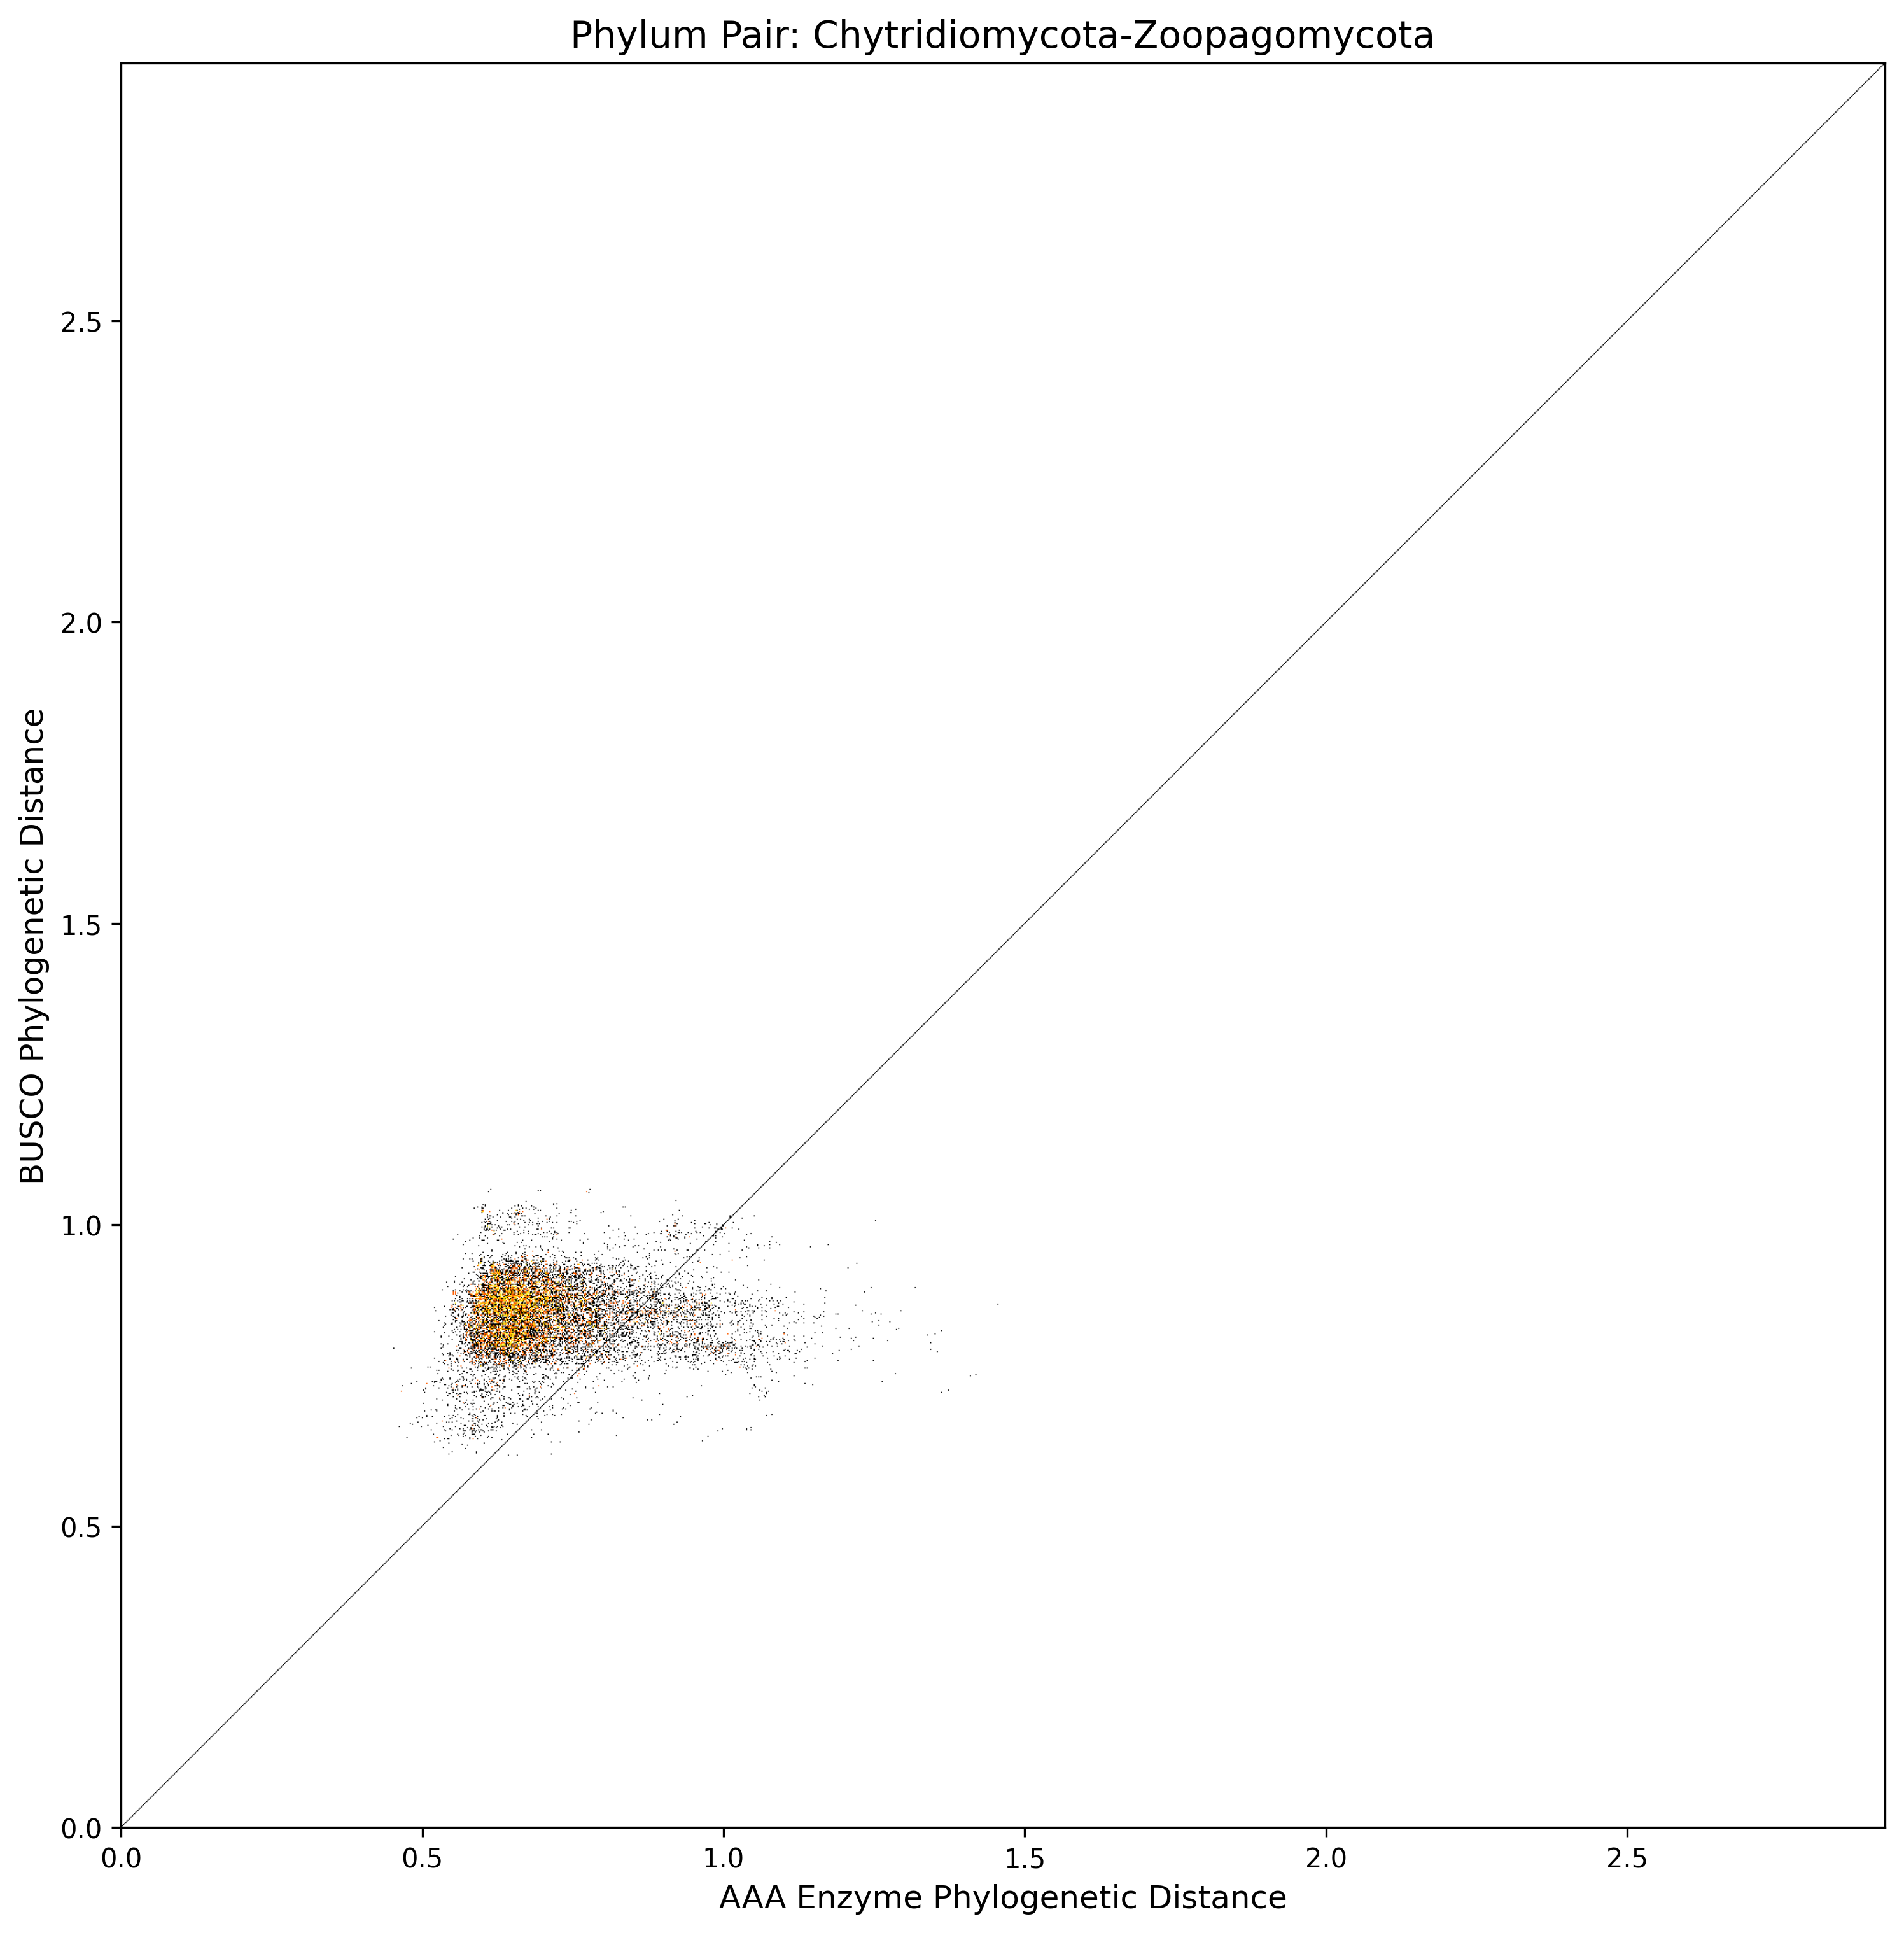 Phylum Pair: Chytridiomycota-Zoopagomycota
BUSCO Phylogenetic Distance
2.5
2.0
1.5
1.0
0.5
0.0
0.0 0.5 1.0 1.5 2.0 2.5
AAA Enzyme Phylogenetic Distance